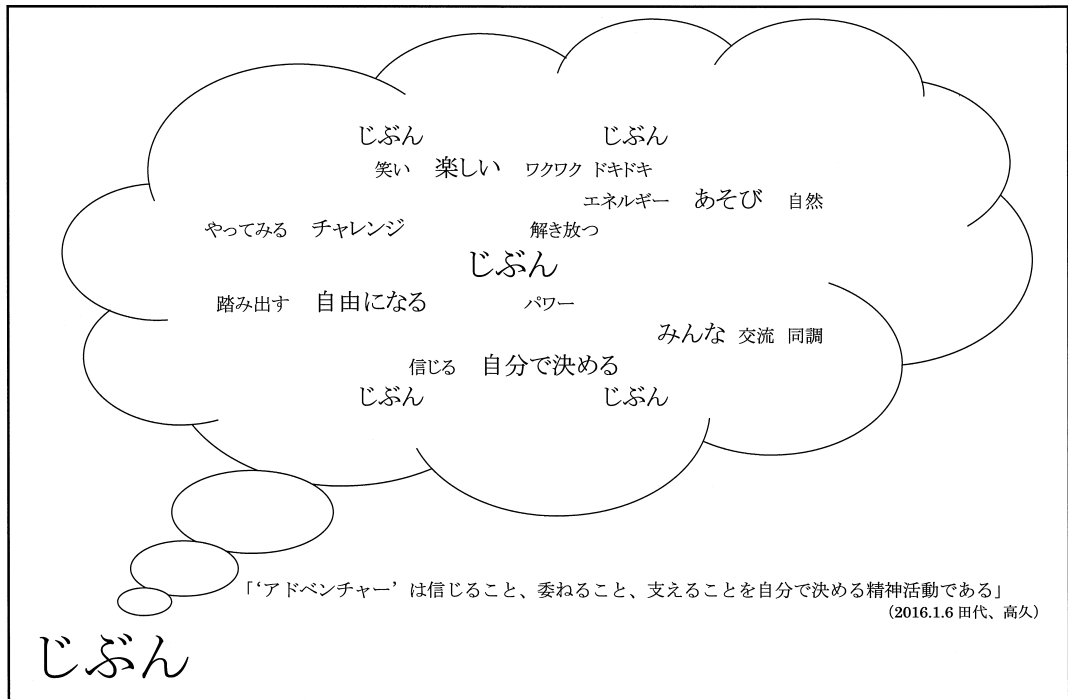 じぶん じぶん
笑い 楽しい ワクワク ドキドキ
エネルギー あそび 自然
やってみる チャレンジ 解き放つ
じぶん
踏み出す 自由になる パワー
みんな 交流 同調
信じる 自分で決める
じぶん じぶん
「‘アドベンチャー’は信じること、委ねること、支えることを自分で決める精神活動である」
（2016.1.6 田代、高久）
じぶん